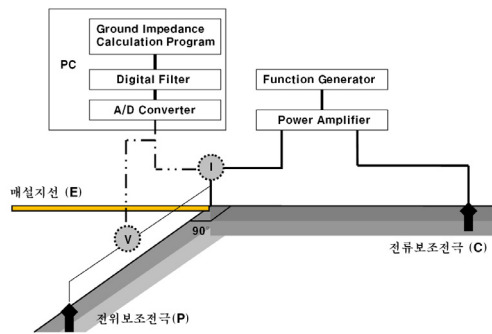 Ground Impedance
Calculation Program
PC
Digital Filter
A/D Converter
Function Generator
Power Amplifier
I
매설지선 (E)
V
90°
전류보조전극 (C)
전위보조전극(P)